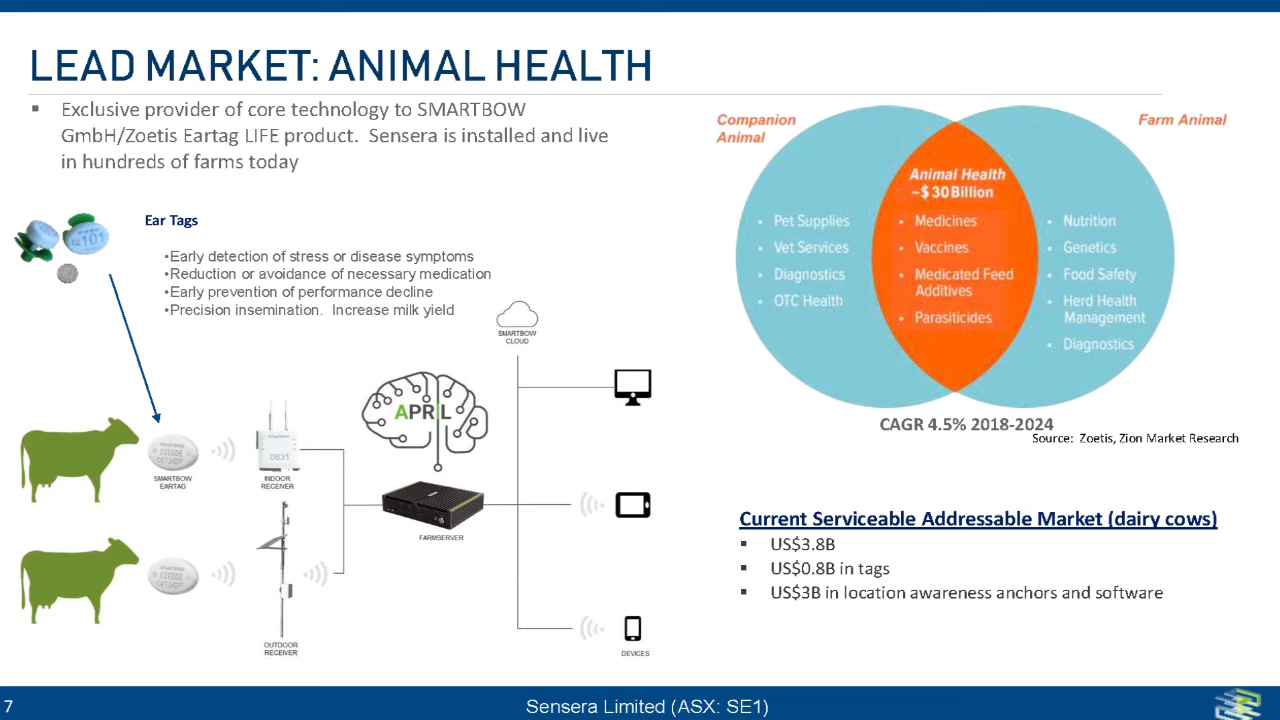 LEAD MARKET: ANIMAL HEALTH
▪ Exclusive provider of core technology to SMARTBOW
GmbH/Zoetis Eartag LIFE product. Sensera is installed and live
in hundreds of farms today
Ear Tags
•Early detection of stress or disease symptoms
•Reduction or avoidance of necessary medication
•Early prevention of performance decline
•Precision insemination. Increase milk yield
101
SMARTBOW
CLOUD
APRIL
SMARTBOW
EARTAG
0831
INDOOR
RECEIVER
FARMSERVER
OUTDOOR
RECEIVER
DEVICES
Companion
Animal
Farm Animal
Animal Health
~$ 30 Billion
• Pet Supplies
• Vet Services
• Diagnostics
• OTC Health
• Medicines
• Vaccines
• Medicated Feed
Additives
• Parasiticides
• Nutrition
• Genetics
• Food Safety
• Herd Health
Management
• Diagnostics
CAGR 4.5% 2018-2024
Source: Zoetis, Zion Market Research
Current Serviceable Addressable Market (dairy cows)
▪ US$3.8B
▪ US$0.8B in tags
▪ US$3B in location awareness anchors and software
7
Sensera Limited (ASX: SE1)